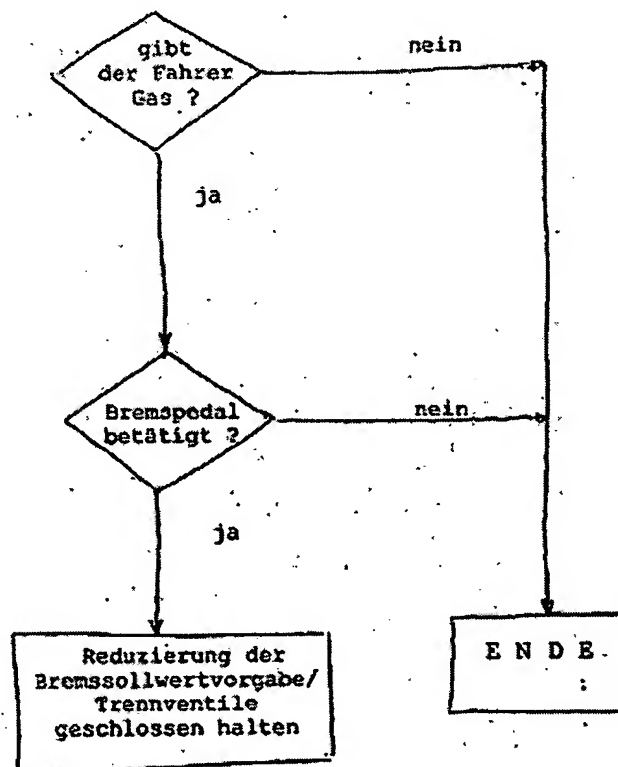 gibt
der Fahrer
Gas ?
nein
ja
Bremspedal
betätigt ?
nein
ja
Reduzierung der
Bremssollwertvorgabe/
Trennventile
geschlossen halten
E N D E